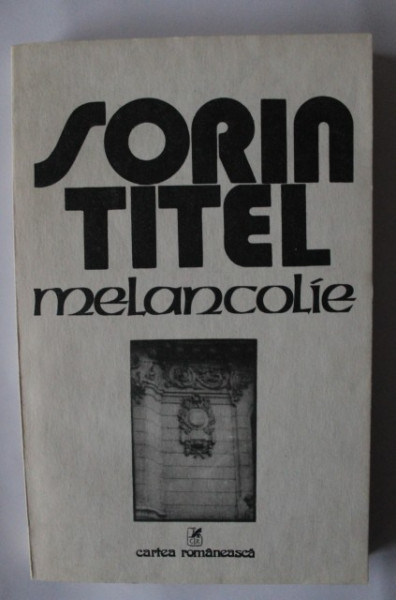 SORIN
TITEL
melancolie
cartea românească